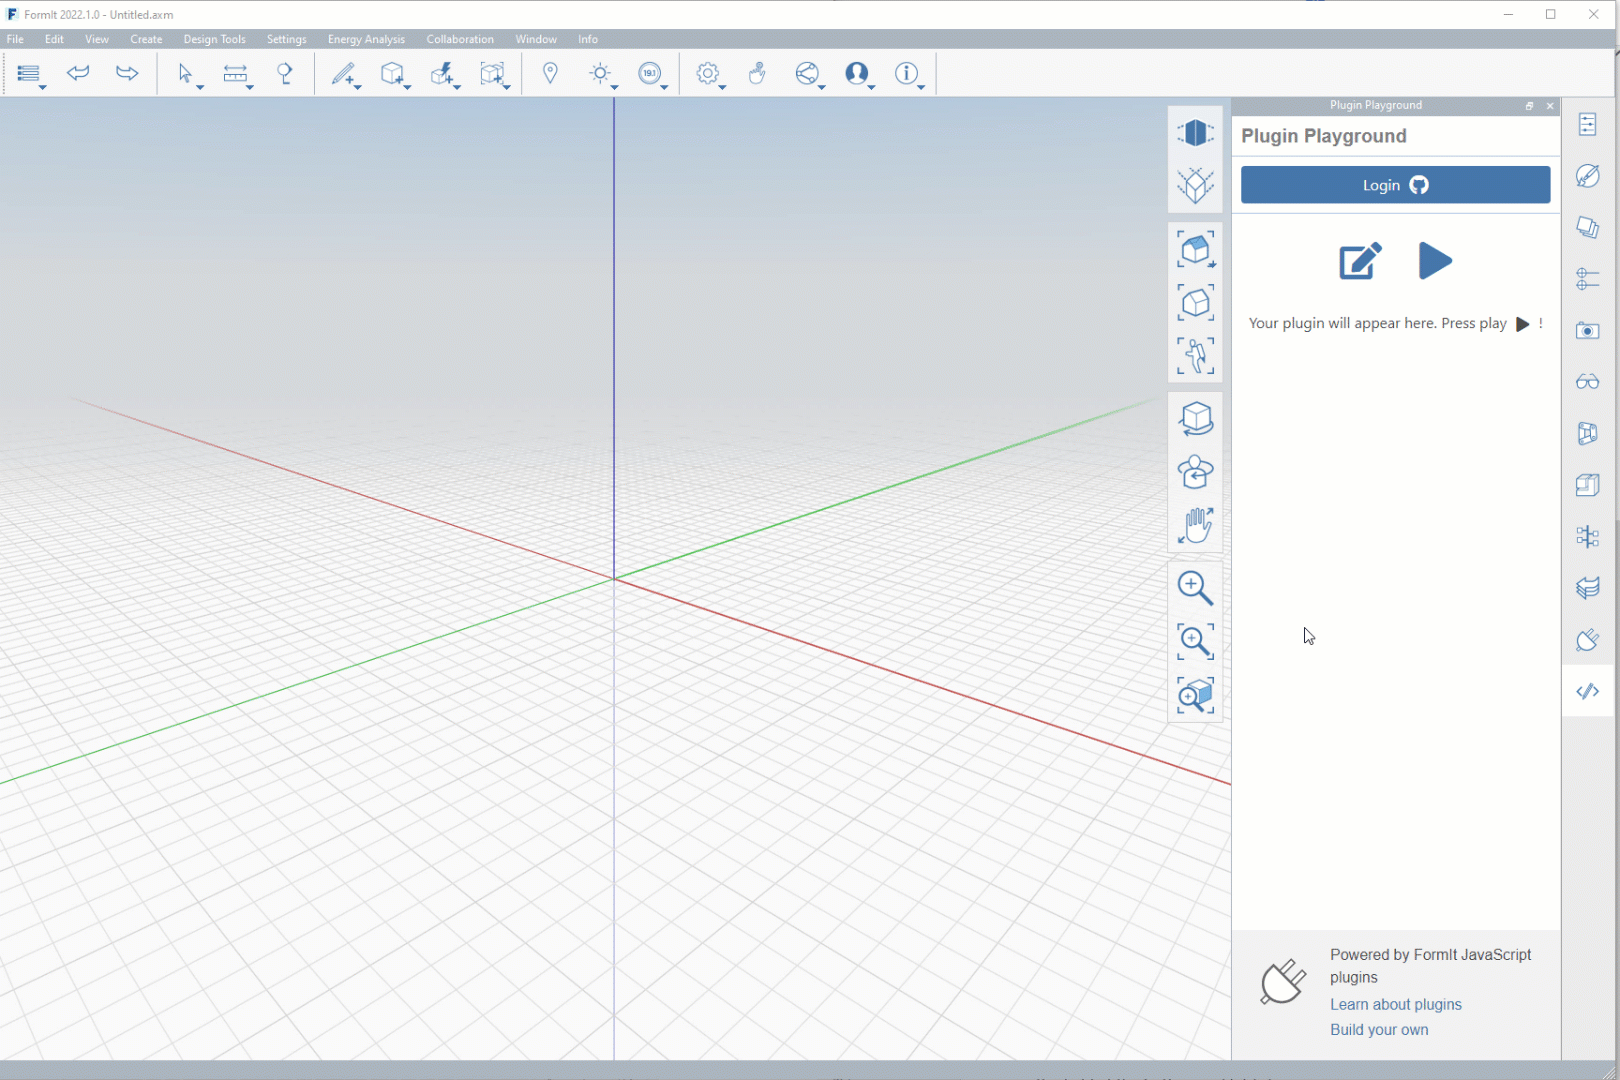 FormIt 2022.1.0 - Untitled.axm
File Edit View Create Design Tools Settings Energy Analysis Collaboration Window Info
19.1
Plugin Playground
Plugin Playground
Login
Your plugin will appear here. Press play !
Powered by FormIt JavaScript
plugins
Learn about plugins
Build your own